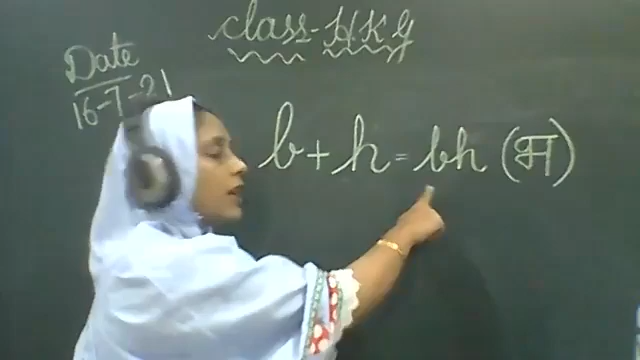 class-H.K.G
Date
16-7-21
b+h=bh (भ)